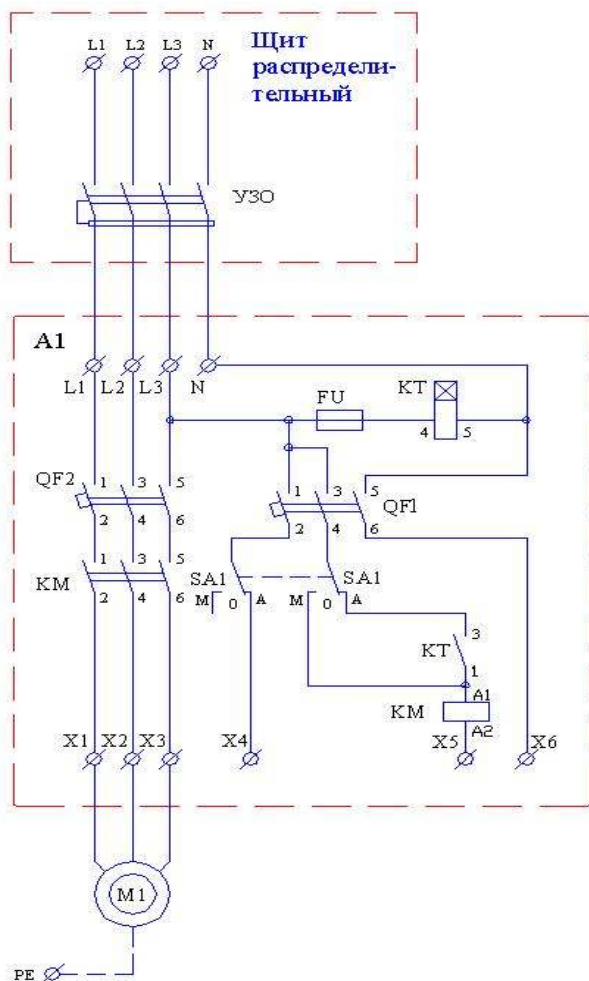 L1 L2 L3 N
Щит
распредели-
тельный
УЗО
А1
L1 L2 L3 N
FU
KT
4 5
QF2
1 3 5
2 4 6
1 3 5
QF1
2 4 6
KM
1 3 5
2 4 6
SA1
SA1
M 0 A
M 0 A
3
KT
1
A1
KM
A2
X1 X2 X3 X4 X5 X6
M1
PE